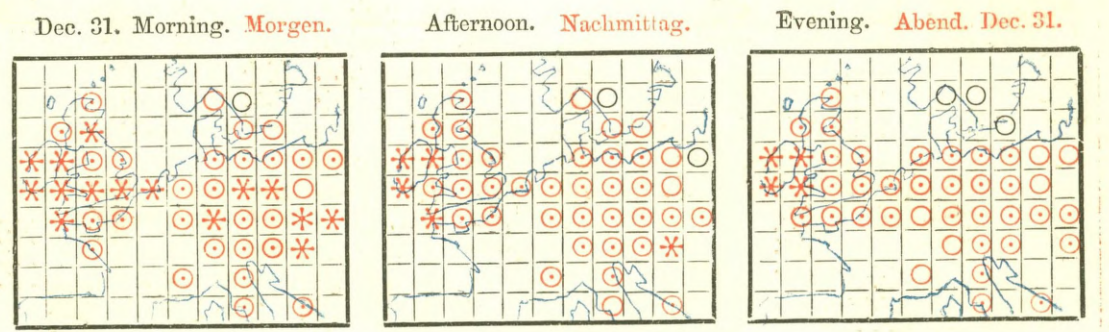 Dec. 31. Morning. Morgen.
Afternoon. Nachmittag.
Evening. Abend. Dec. 31.